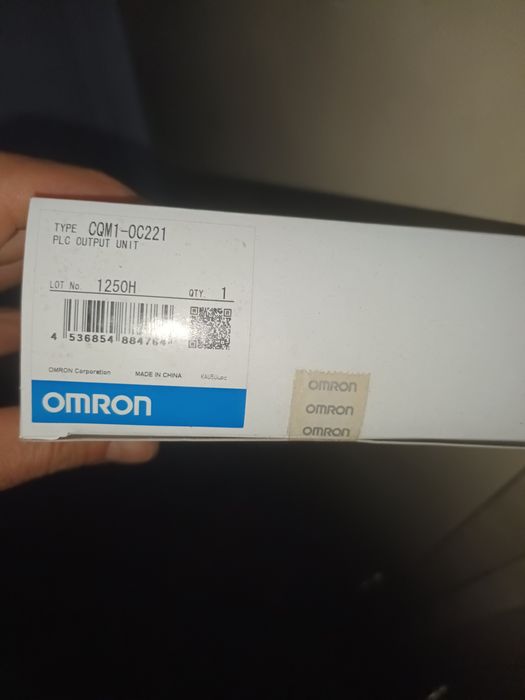 TYPE CQM1-OC221
PLC OUTPUT UNIT
LOT No. 1250H QTY. 1
4 536854 884764
OMRON Corporation MADE IN CHINA
OMRON
OMRON
OMRON
OMRON